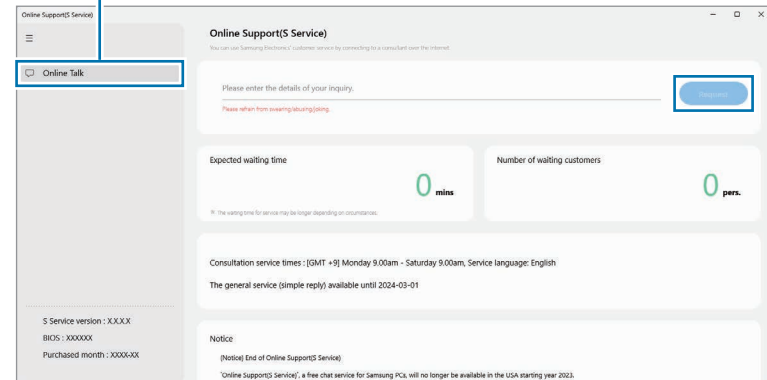 Online Support(S Service)
Online Support(S Service)
You can use Samsung Electronics' customer service by connecting to a consultant over the internet.
Online Talk
Please enter the details of your inquiry.
Request
Please refrain from swearing/abusing/joking.
Expected waiting time
0 mins
※ The waiting time for service may be longer depending on circumstances.
Number of waiting customers
0 pers.
Consultation service times : [GMT +9] Monday 9.00am - Saturday 9.00am, Service language: English
The general service (simple reply) available until 2024-03-01
S Service version : X.X.X.X
BIOS : XXXXXX
Purchased month : XXXX-XX
Notice
(Notice) End of Online Support(S Service)
'Online Support(S Service)', a free chat service for Samsung PCs, will no longer be available in the USA starting year 2023.